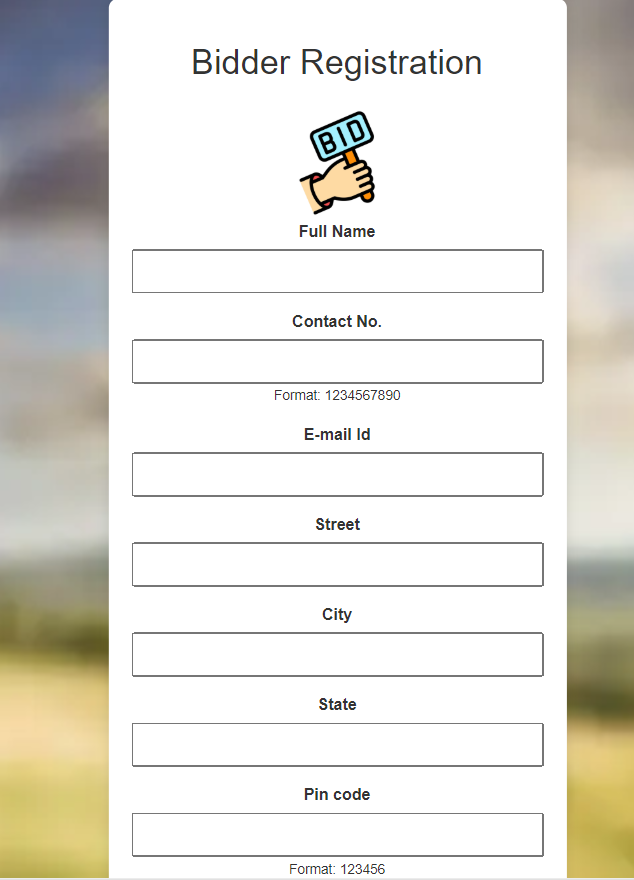 Bidder Registration
BID
Full Name
Contact No.
Format: 1234567890
E-mail Id
Street
City
State
Pin code
Format: 123456